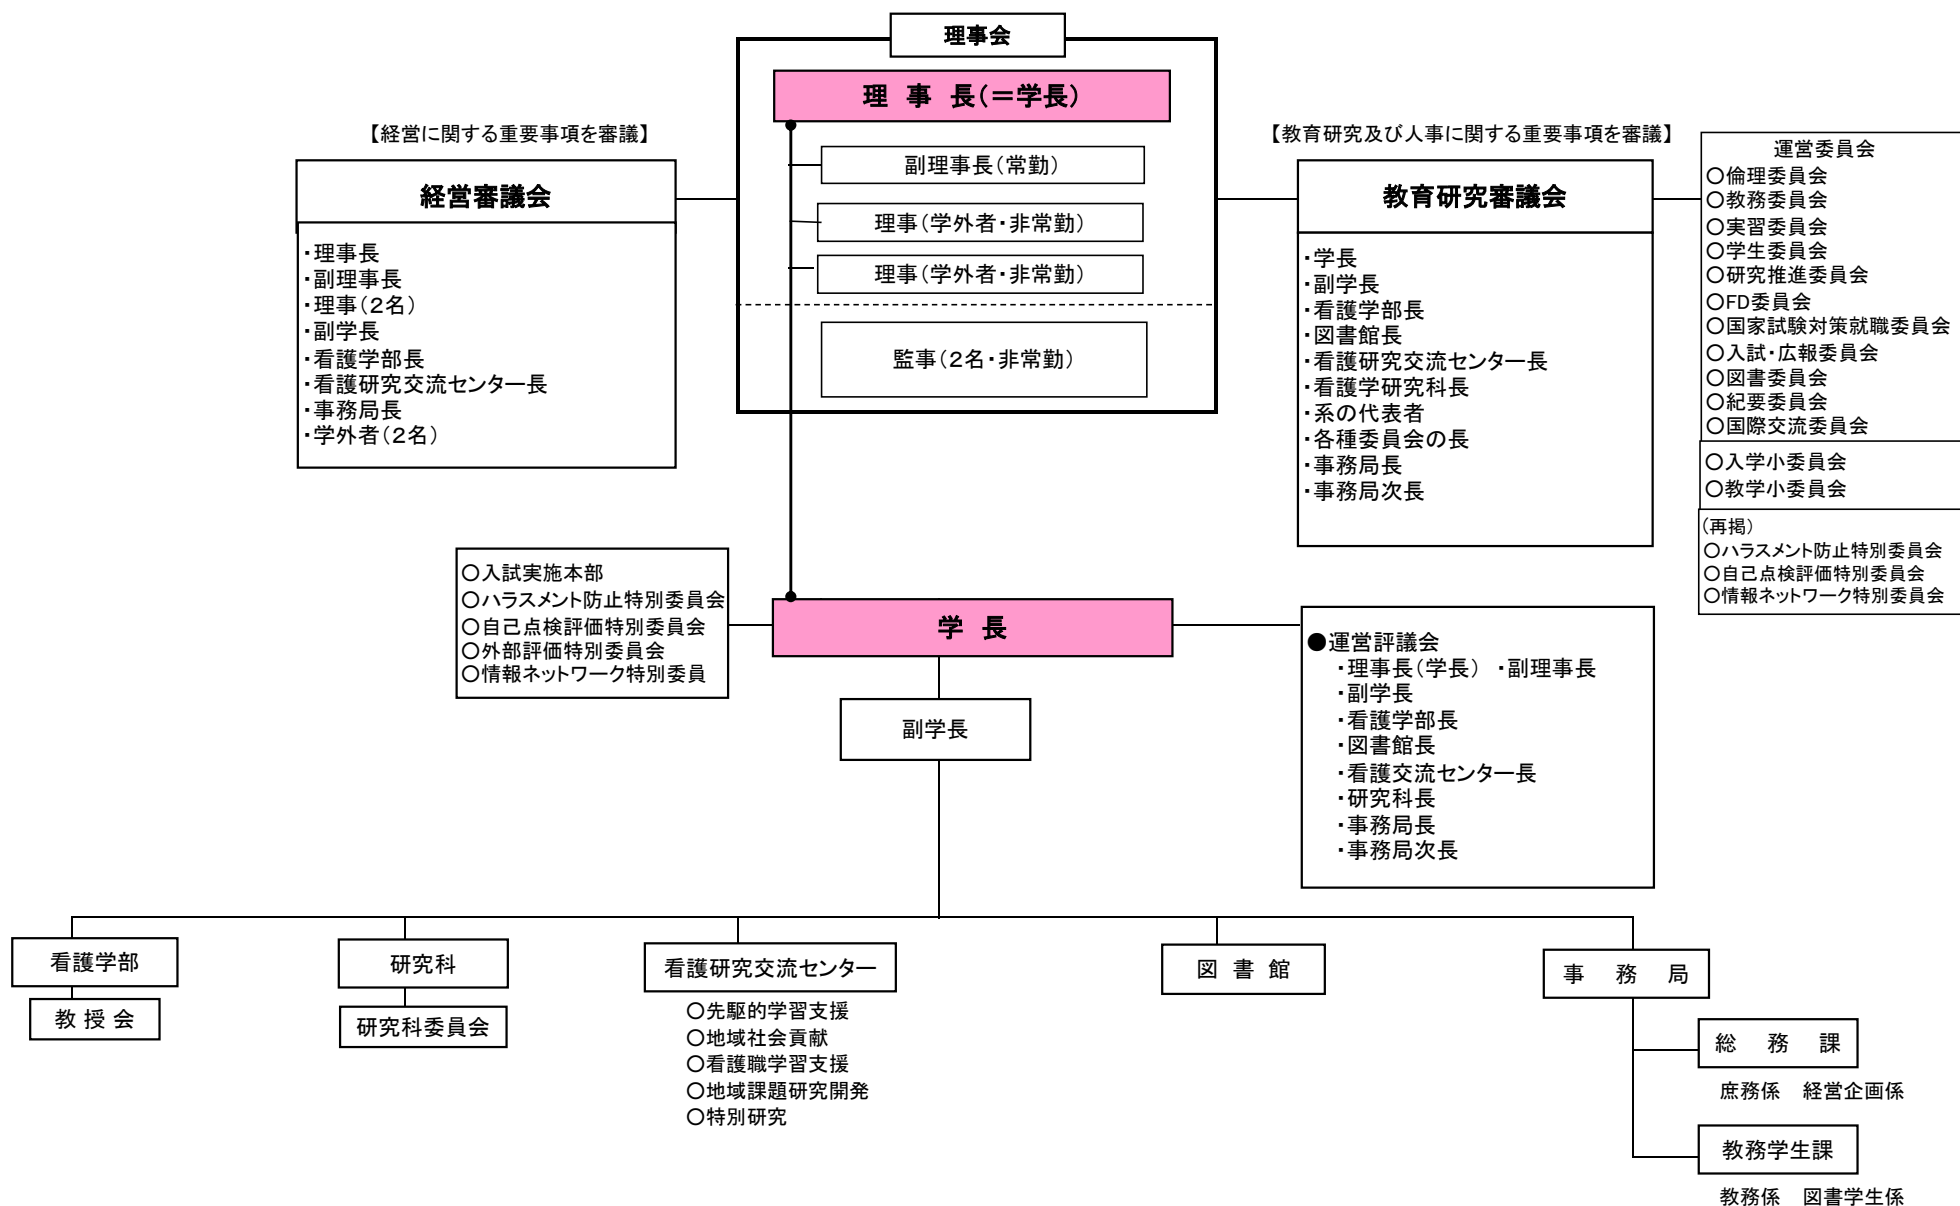 理事会
理 事 長(=学長)
副理事長(常勤)
理事(学外者・非常勤)
理事(学外者・非常勤)
監事(2名・非常勤)
【経営に関する重要事項を審議】
経営審議会
・理事長
・副理事長
・理事(2名)
・副学長
・看護学部長
・看護研究交流センター長
・事務局長
・学外者(2名)
【教育研究及び人事に関する重要事項を審議】
教育研究審議会
・学長
・副学長
・看護学部長
・図書館長
・看護研究交流センター長
・看護学研究科長
・系の代表者
・各種委員会の長
・事務局長
・事務局次長
運営委員会
○倫理委員会
○教務委員会
○実習委員会
○学生委員会
○研究推進委員会
○FD委員会
○国家試験対策就職委員会
○入試・広報委員会
○図書委員会
○紀要委員会
○国際交流委員会
○入学小委員会
○教学小委員会
(再掲)
○ハラスメント防止特別委員会
○自己点検評価特別委員会
○情報ネットワーク特別委員会
○入試実施本部
○ハラスメント防止特別委員会
○自己点検評価特別委員会
○外部評価特別委員会
○情報ネットワーク特別委員
学 長
●運営評議会
・理事長(学長) ・副理事長
・副学長
・看護学部長
・図書館長
・看護交流センター長
・研究科長
・事務局長
・事務局次長
副学長
看護学部
教 授 会
研究科
研究科委員会
看護研究交流センター
○先駆的学習支援
○地域社会貢献
○看護職学習支援
○地域課題研究開発
○特別研究
図 書 館
事 務 局
総 務 課
庶務係 経営企画係
教務学生課
教務係 図書学生係